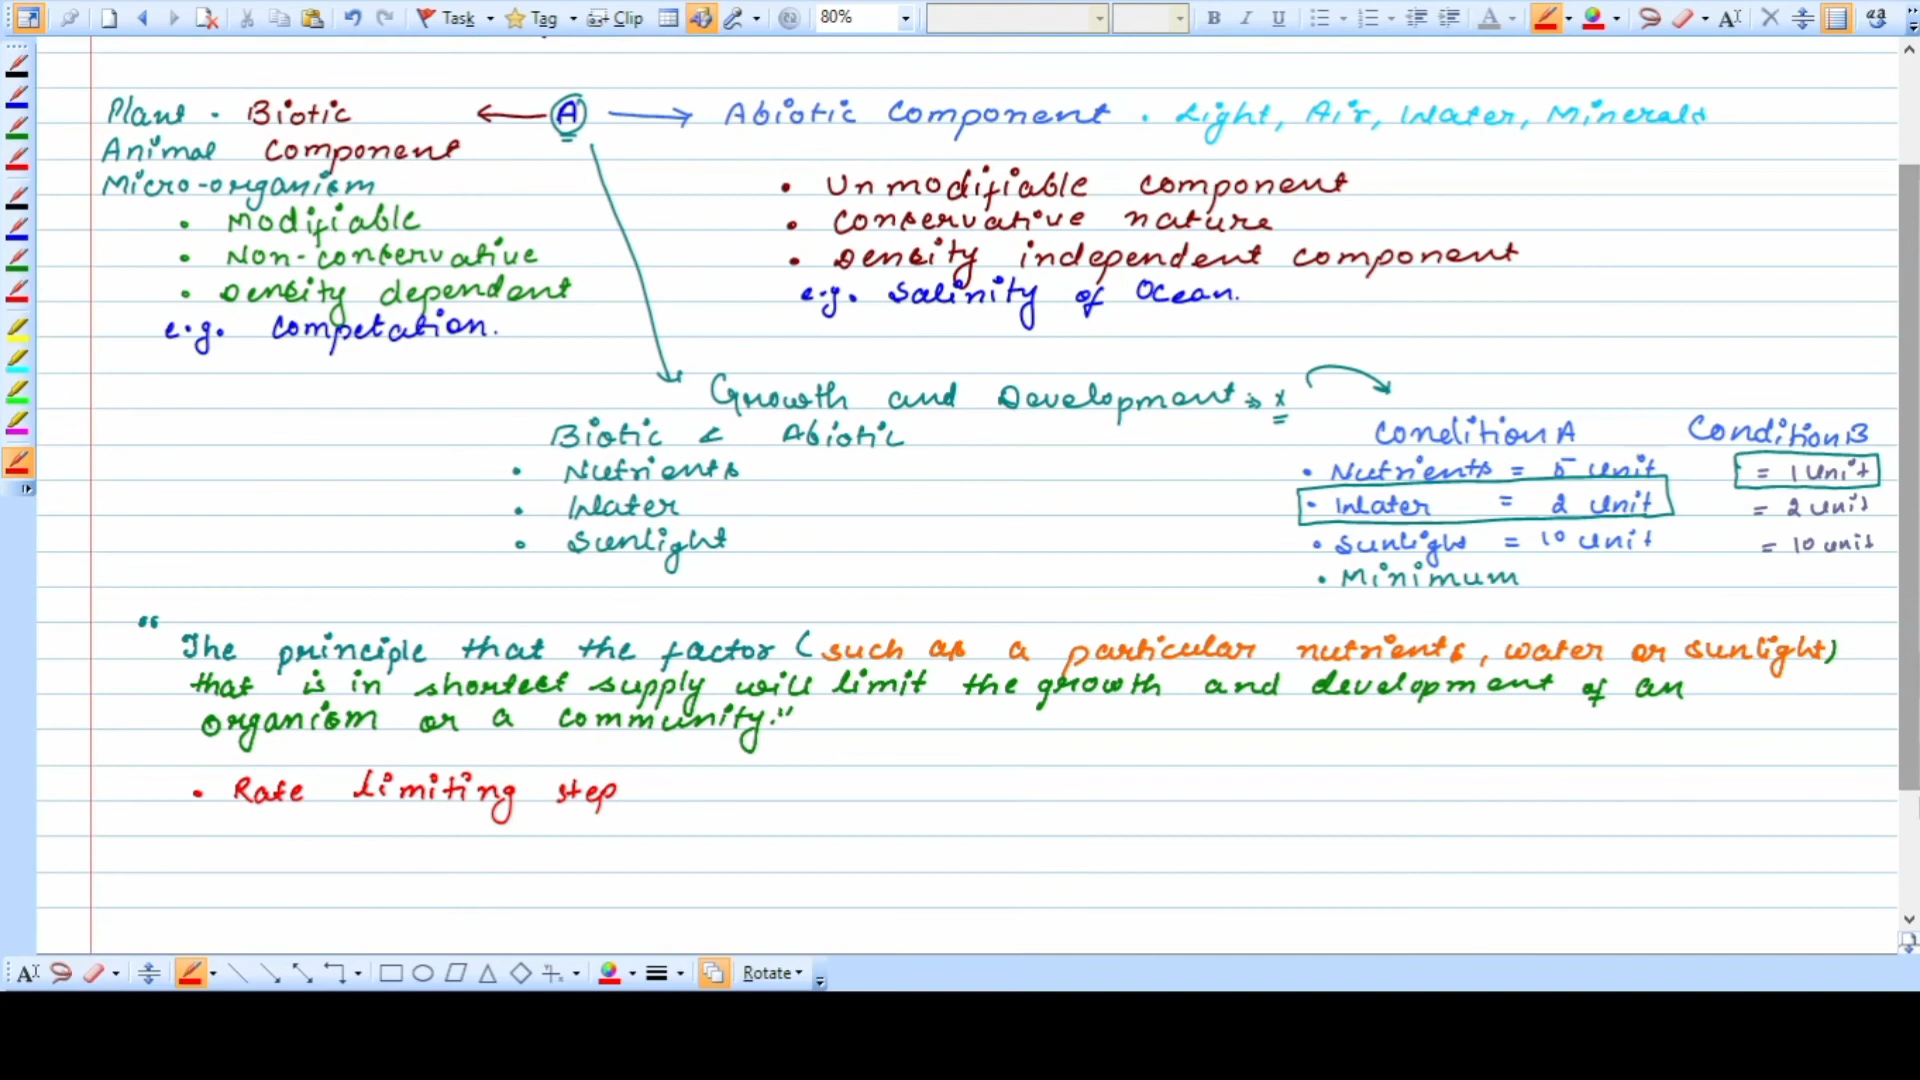 Task Tag Clip 80% B I U A
Plant . Biotic ← A → Abiotic Component . Light, Air, Water, Minerals
Animal Component
Micro-organism
• Unmodifiable component
• Modifiable
• Conservative nature
• Non-conservative
• Density independent component
• Density dependent
e.g. Salinity of Ocean.
e.g. Competation.
Growth and Development
Biotic < Abiotic
• Nutrients
• Water
• Sunlight
Condition A Condition B
• Nutrients = 5 Unit = 1 Unit
• Water = 2 Unit = 2 Unit
• Sunlight = 10 Unit = 10 unit
• Minimum
“ The principle that the factor (such as a particular nutrients, water or sunlight)
that is in shortest supply will limit the growth and development of an
organism or a community.”
• Rate limiting step
Rotate